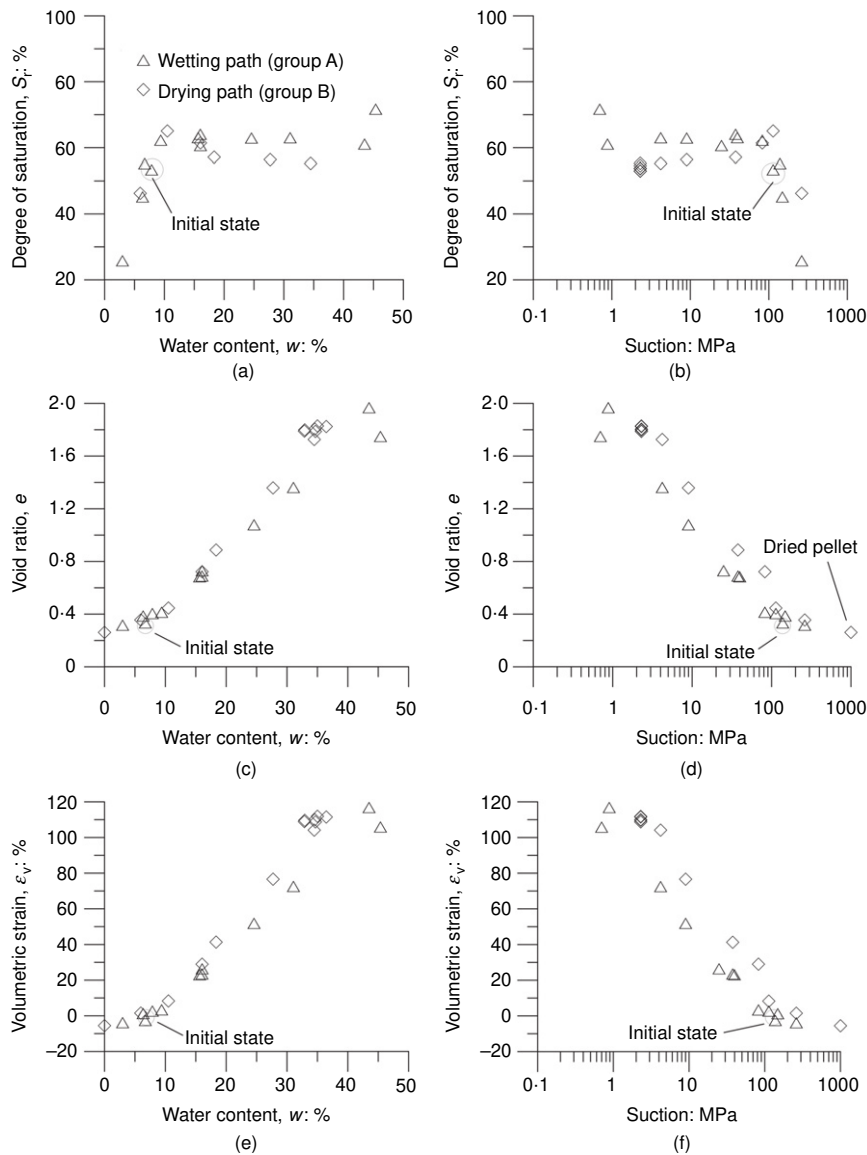 Degree of saturation, Sᵣ: %
60
60
60
40
20
Wetting path (group A)
Drying path (group B)
Initial state
0 10 20 30 40 50
Water content, w: %
(a)
Degree of saturation, Sᵣ: %
60
60
60
40
20
Initial state
0·1 1 10 100 1000
Suction: MPa
(b)
Void ratio, e
2·0
1·6
1·2
0·8
0·4
0
Initial state
0 10 20 30 40 50
Water content, w: %
(c)
Void ratio, e
2·0
1·6
1·2
0·8
0·4
0
Dried pellet
Initial state
0·1 1 10 100 1000
Suction: MPa
(d)
Volumetric strain, εᵥ: %
120
100
80
60
40
20
0
–20
Initial state
0 10 20 30 40 50
Water content, w: %
(e)
Volumetric strain, εᵥ: %
120
100
80
60
40
20
0
–20
Initial state
0·1 1 10 100 1000
Suction: MPa
(f)